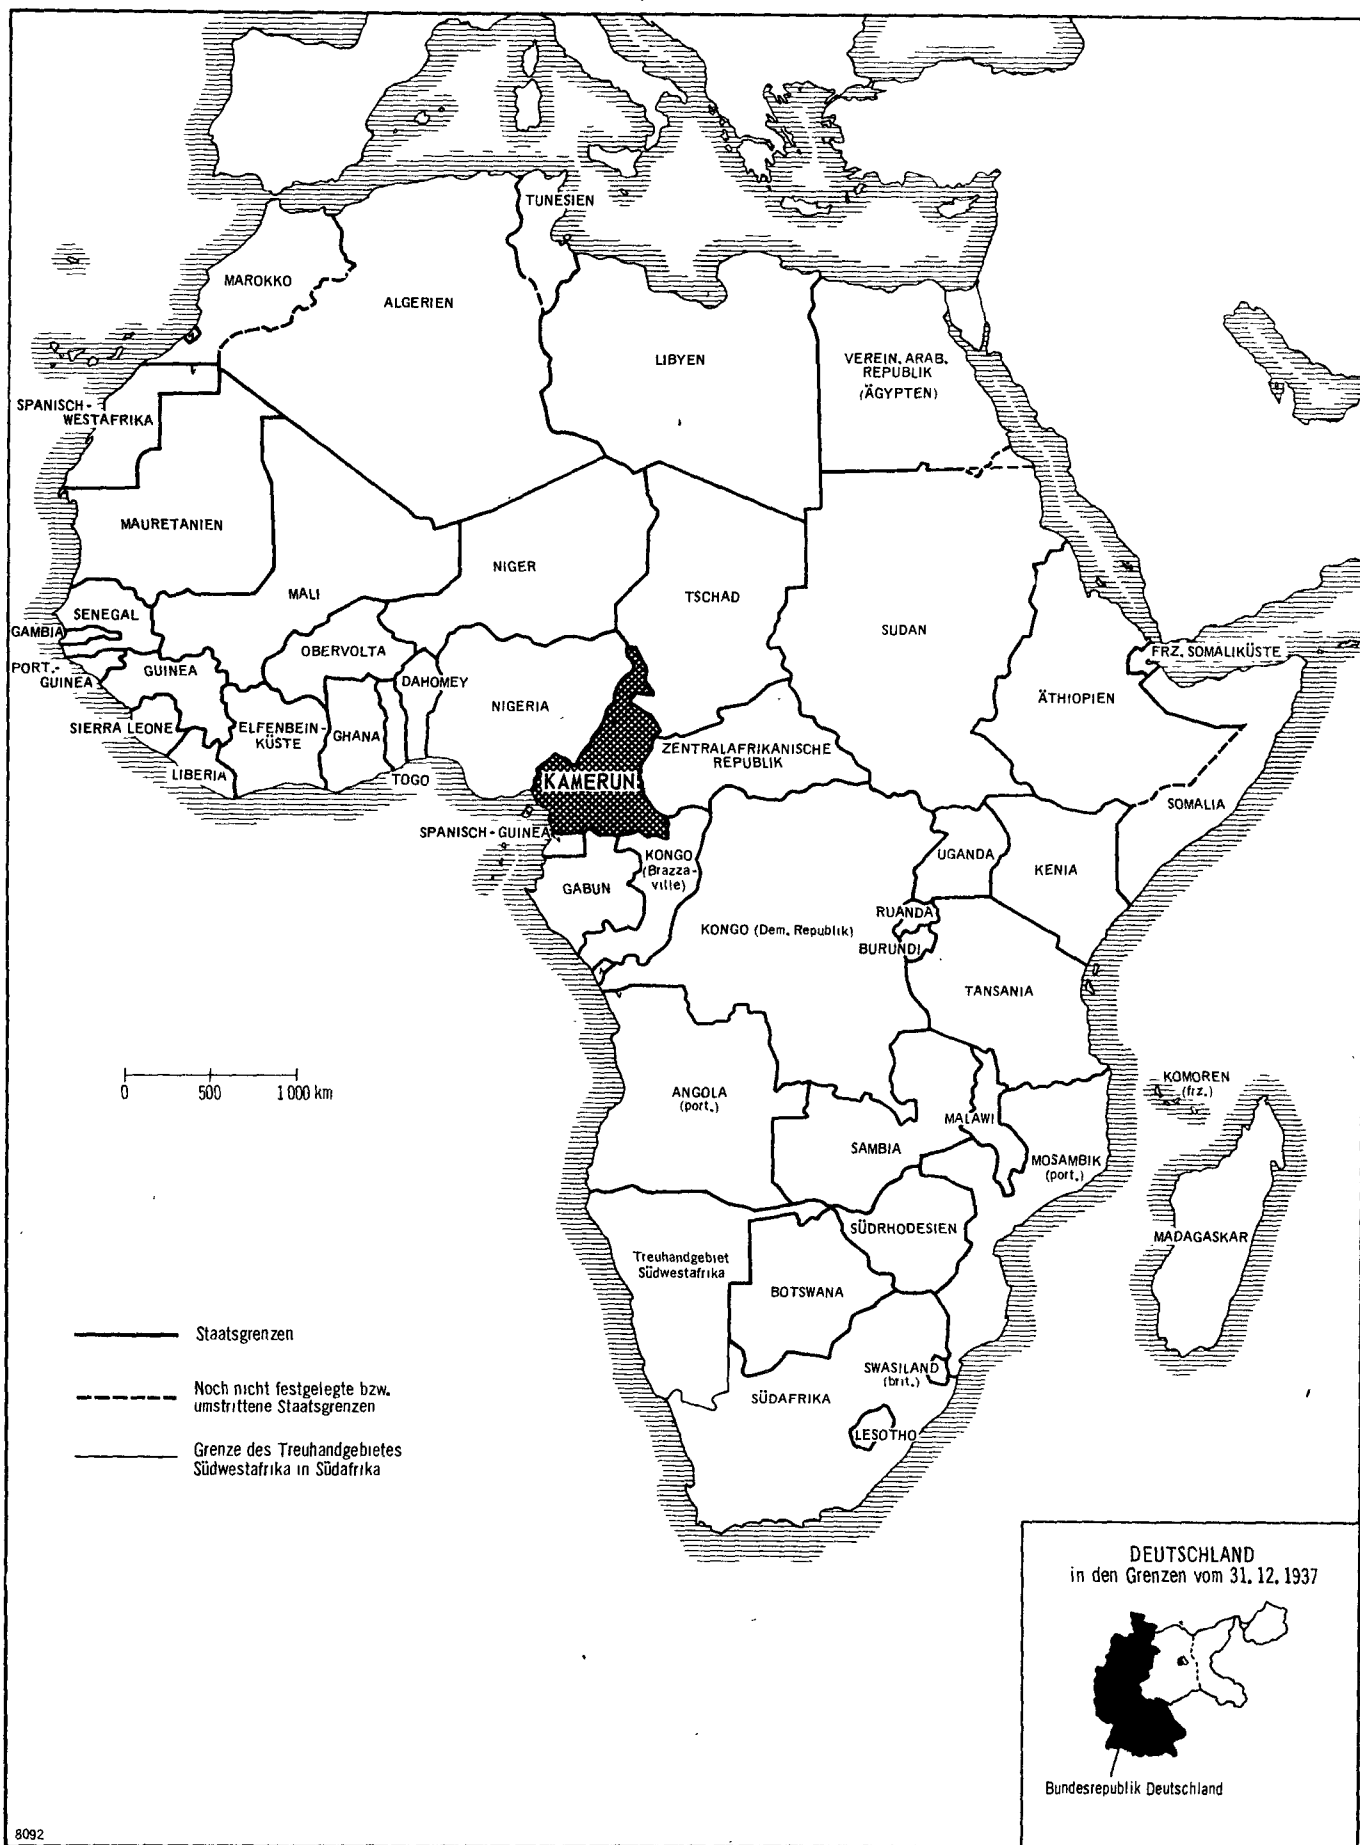 TUNESIEN
MAROKKO
ALGERIEN
LIBYEN
VEREIN. ARAB.
REPUBLIK
(ÄGYPTEN)
SPANISCH-
WESTAFRIKA
MAURETANIEN
MALI
NIGER
TSCHAD
SUDAN
SENEGAL
GAMBIA
PORT.-
GUINEA
GUINEA
OBERVOLTA
DAHOMEY
NIGERIA
FRZ. SOMALIKÜSTE
ÄTHIOPIEN
SIERRA LEONE
ELFENBEIN-
KÜSTE
GHANA
LIBERIA
TOGO
ZENTRALAFRIKANISCHE
REPUBLIK
KAMERUN
SOMALIA
SPANISCH-GUINEA
KONGO
(Brazza-
ville)
GABUN
UGANDA
KENIA
RUANDA
KONGO (Dem. Republik)
BURUNDI
TANSANIA
0 500 1000 km
ANGOLA
(port.)
KOMOREN
(frz.)
MALAWI
SAMBIA
MOSAMBIK
(port.)
SÜDRHODESIEN
MADAGASKAR
Treuhandgebiet
Südwestafrika
BOTSWANA
SWASILAND
(brit.)
SÜDAFRIKA
LESOTHO
Staatsgrenzen
Noch nicht festgelegte bzw.
umstrittene Staatsgrenzen
Grenze des Treuhandgebietes
Südwestafrika in Südafrika
DEUTSCHLAND
in den Grenzen vom 31. 12. 1937
Bundesrepublik Deutschland
8092